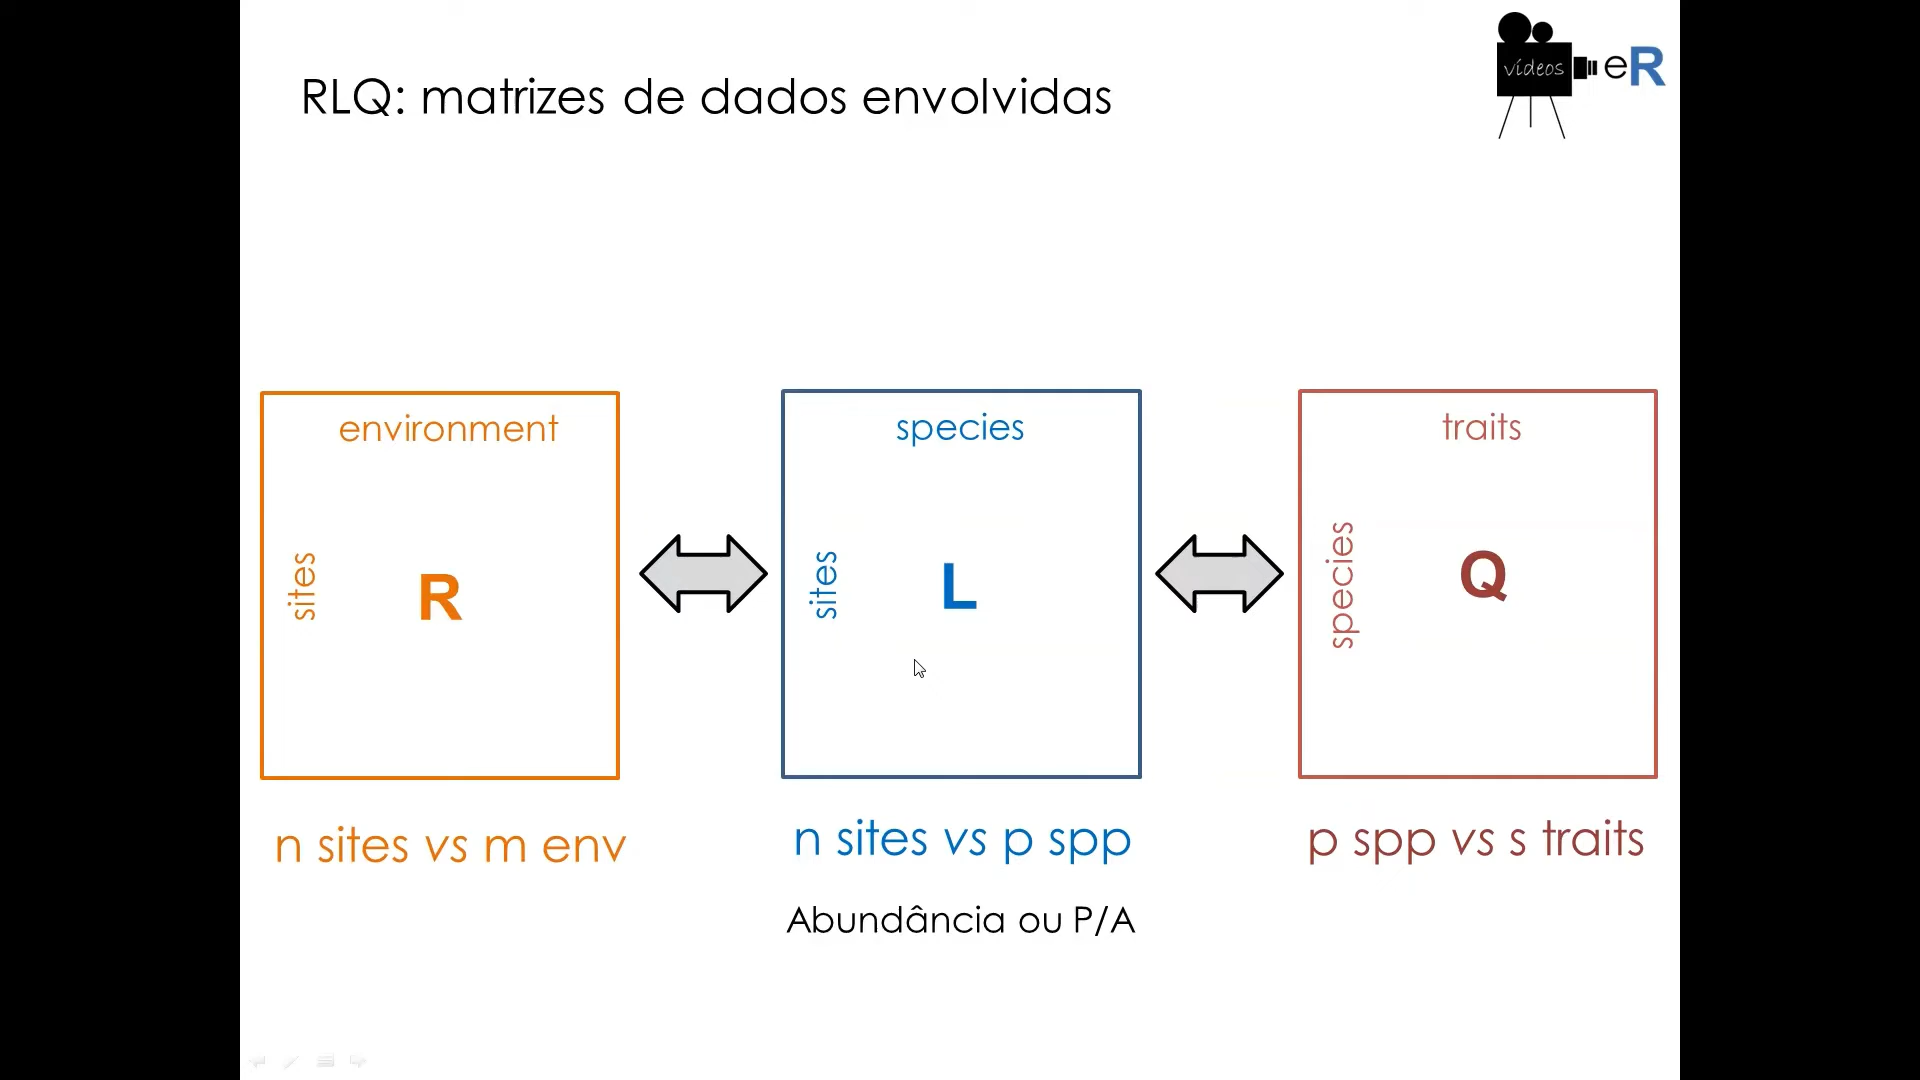 RLQ: matrizes de dados envolvidas
vídeos eR
environment
sites
R
n sites vs m env
species
sites
L
n sites vs p spp
Abundância ou P/A
traits
species
Q
p spp vs s traits